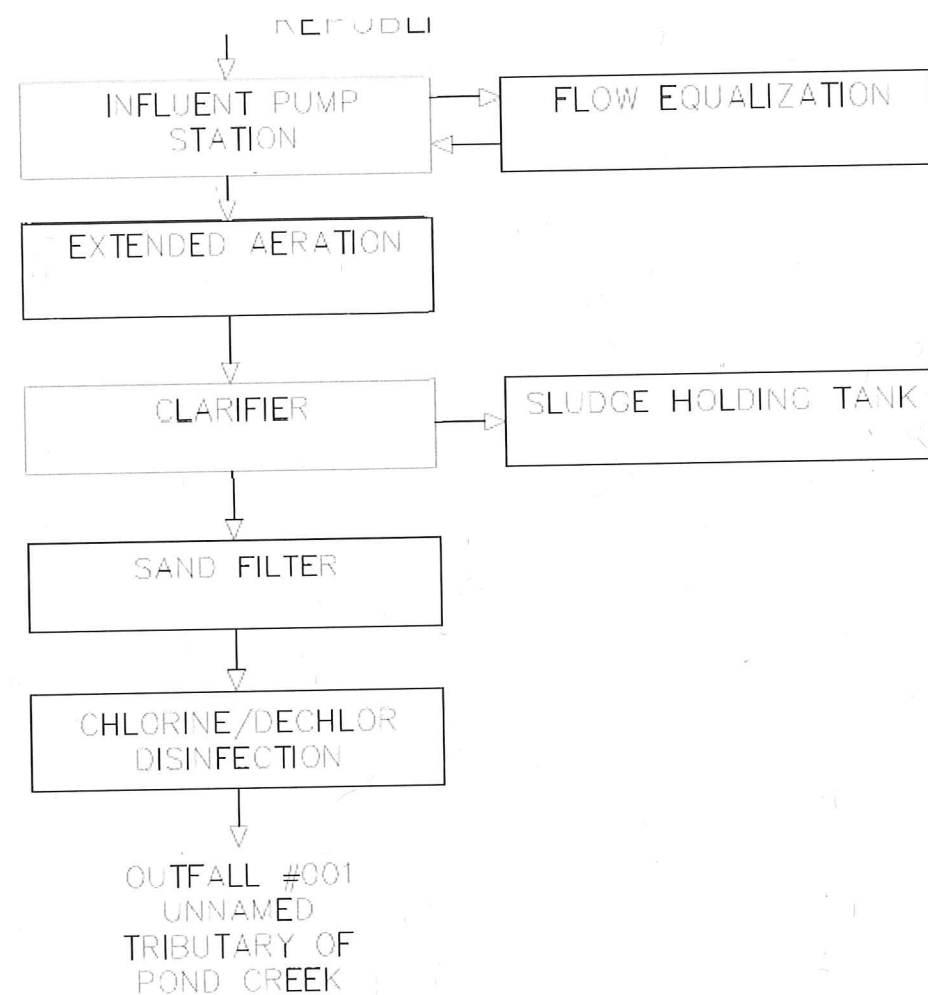 INFLUENT PUMP
STATION
FLOW EQUALIZATION
EXTENDED AERATION
CLARIFIER
SLUDGE HOLDING TANK
SAND FILTER
CHLORINE/DECHLOR
DISINFECTION
OUTFALL #001
UNNAMED
TRIBUTARY OF
POND CREEK